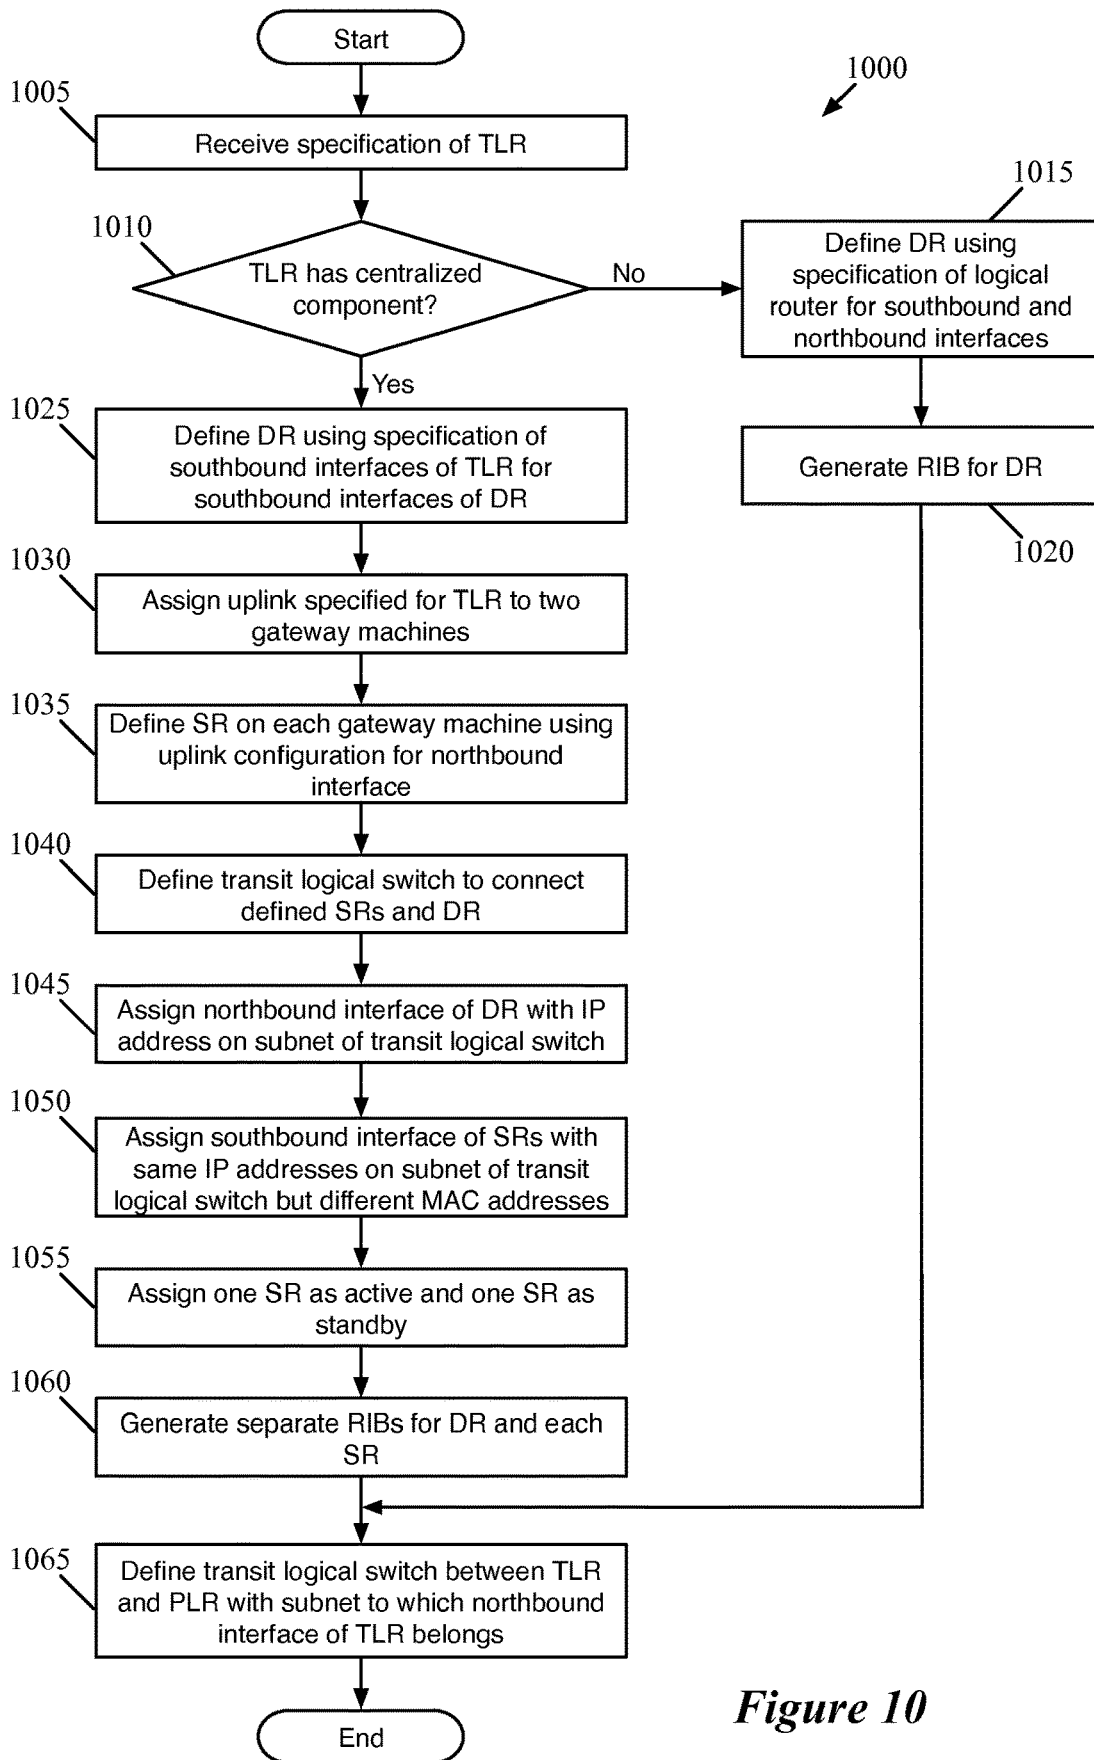 Start
1000
1005
Receive specification of TLR
1010
TLR has centralized
component?
No
Yes
1015
Define DR using
specification of logical
router for southbound and
northbound interfaces
Generate RIB for DR
1020
1025
Define DR using specification of
southbound interfaces of TLR for
southbound interfaces of DR
1030
Assign uplink specified for TLR to two
gateway machines
1035
Define SR on each gateway machine using
uplink configuration for northbound
interface
1040
Define transit logical switch to connect
defined SRs and DR
1045
Assign northbound interface of DR with IP
address on subnet of transit logical switch
1050
Assign southbound interface of SRs with
same IP addresses on subnet of transit
logical switch but different MAC addresses
1055
Assign one SR as active and one SR as
standby
1060
Generate separate RIBs for DR and each
SR
1065
Define transit logical switch between TLR
and PLR with subnet to which northbound
interface of TLR belongs
End
Figure 10